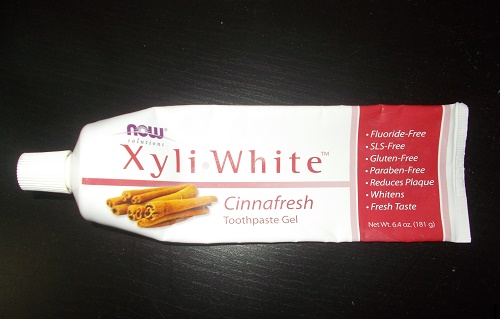 NOW®
solutions
Xyli·White™
Cinnafresh
Toothpaste Gel
• Fluoride-Free
• SLS-Free
• Gluten-Free
• Paraben-Free
• Reduces Plaque
• Whitens
• Fresh Taste
Net Wt. 6.4 oz. (181 g)